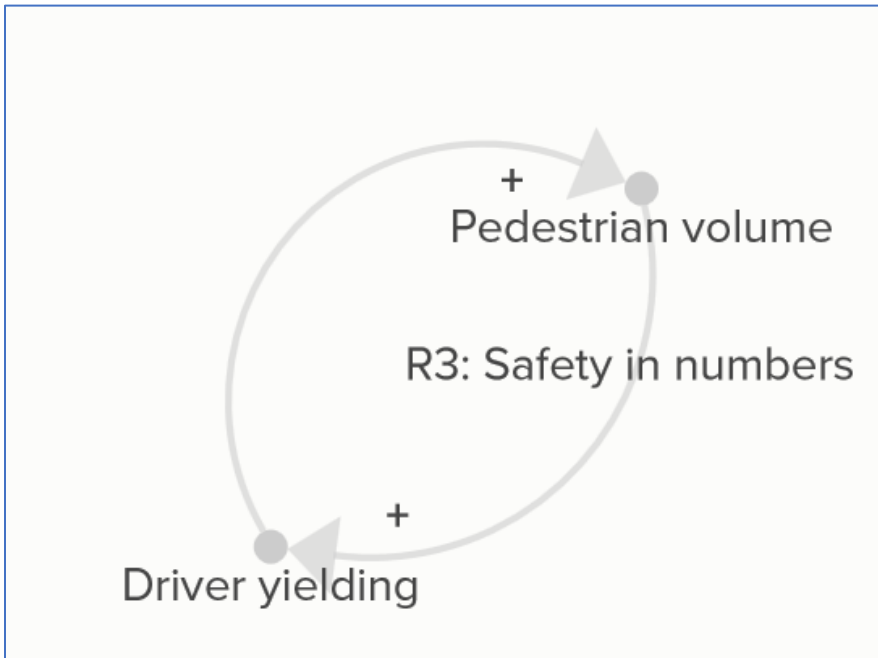 +
Pedestrian volume
R3: Safety in numbers
+
Driver yielding